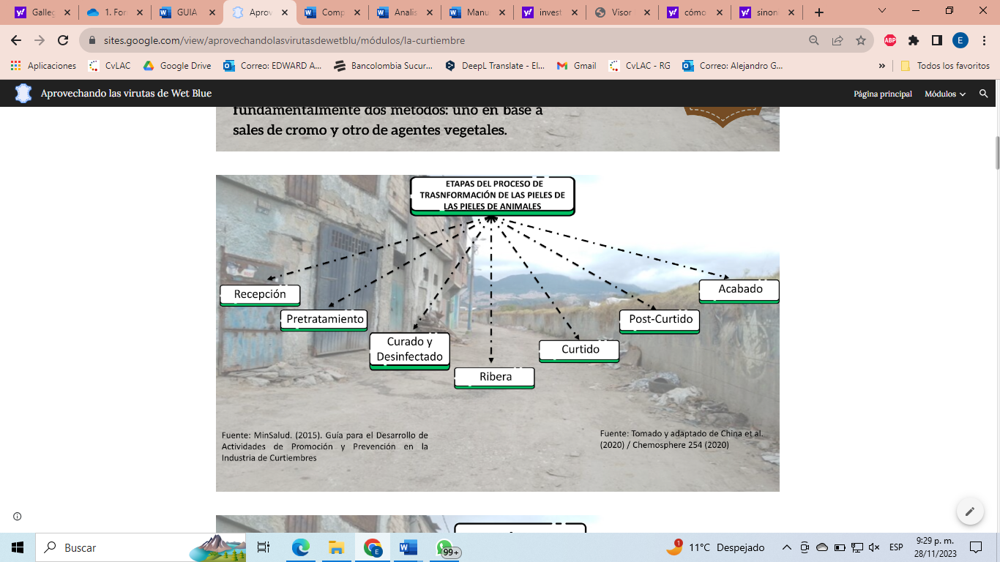 Galleg
1. For
GUIA
Aprov
Comp
Analis
Manu
invest
Visor
cómo
sinon
sites.google.com/view/aprovechandolasvirutasdewetblu/módulos/la-curtiembre
ABP
E
Aplicaciones
CvLAC
Google Drive
Correo: EDWARD A...
Bancolombia Sucur...
DeepL Translate - El...
Gmail
CvLAC - RG
Correo: Alejandro G...
»
Todos los favoritos
Aprovechando las virutas de Wet Blue
Página principal
Módulos
fundamentalmente dos métodos: uno en base a
sales de cromo y otro de agentes vegetales.
ETAPAS DEL PROCESO DE
TRASNFORMACIÓN DE LAS PIELES DE
LAS PIELES DE ANIMALES
Recepción
Pretratamiento
Curado y
Desinfectado
Ribera
Curtido
Post-Curtido
Acabado
Fuente: MinSalud. (2015). Guía para el Desarrollo de
Actividades de Promoción y Prevención en la
Industria de Curtiembres
Fuente: Tomado y adaptado de China et al.
(2020) / Chemosphere 254 (2020)
Buscar
99+
1
11°C Despejado
ESP
9:29 p. m.
28/11/2023